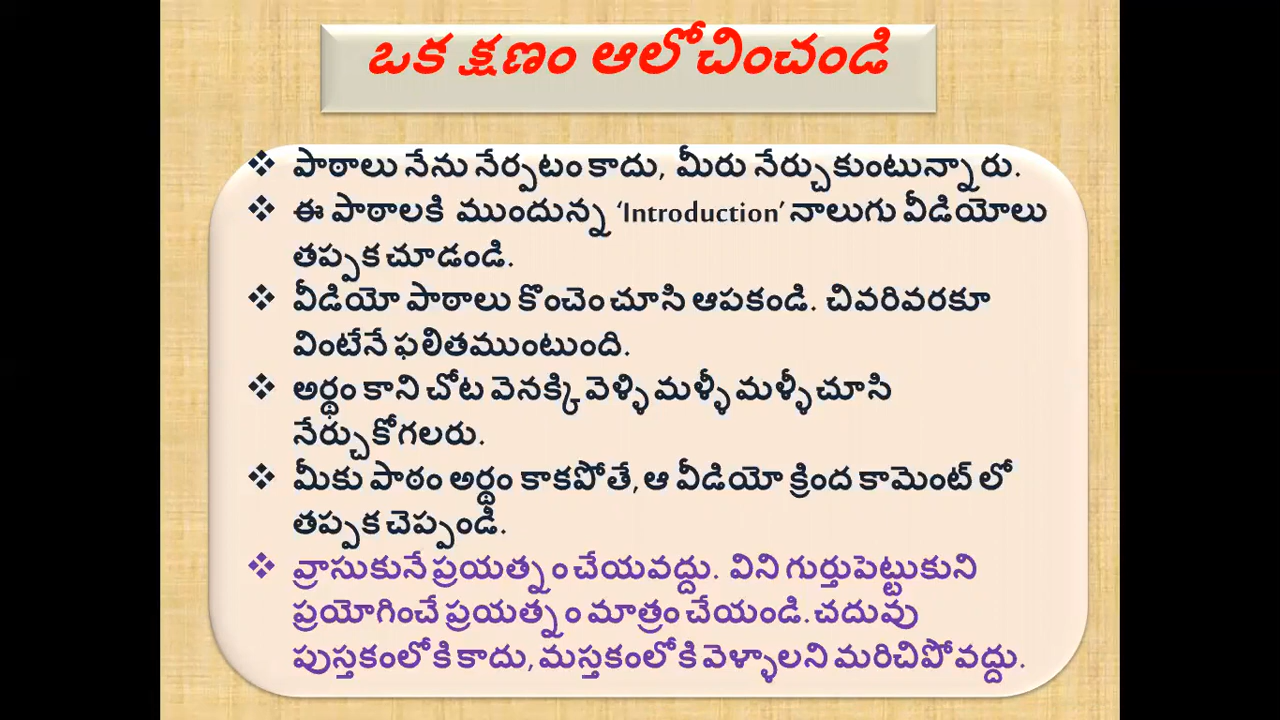 ఒక క్షణం ఆలోచించండి
❖ పాఠాలు నేను నేర్పటం కాదు, మీరు నేర్చుకుంటున్నారు.
❖ ఈ పాఠాలకి ముందున్న ‘Introduction’ నాలుగు వీడియోలు
తప్పక చూడండి.
❖ వీడియో పాఠాలు కొంచెం చూసి ఆపకండి. చివరివరకూ
వింటేనే ఫలితముంటుంది.
❖ అర్థం కాని చోట వెనక్కి వెళ్ళి మళ్ళీ మళ్ళీ చూసి
నేర్చుకోగలరు.
❖ మీకు పాఠం అర్థం కాకపోతే, ఆ వీడియో క్రింద కామెంట్ లో
తప్పక చెప్పండి.
❖ వ్రాసుకునే ప్రయత్నం చేయవద్దు. విని గుర్తుపెట్టుకుని
ప్రయోగించే ప్రయత్నం మాత్రం చేయండి. చదువు
పుస్తకంలోకి కాదు, మస్తకంలోకి వెళ్ళాలని మరిచిపోవద్దు.